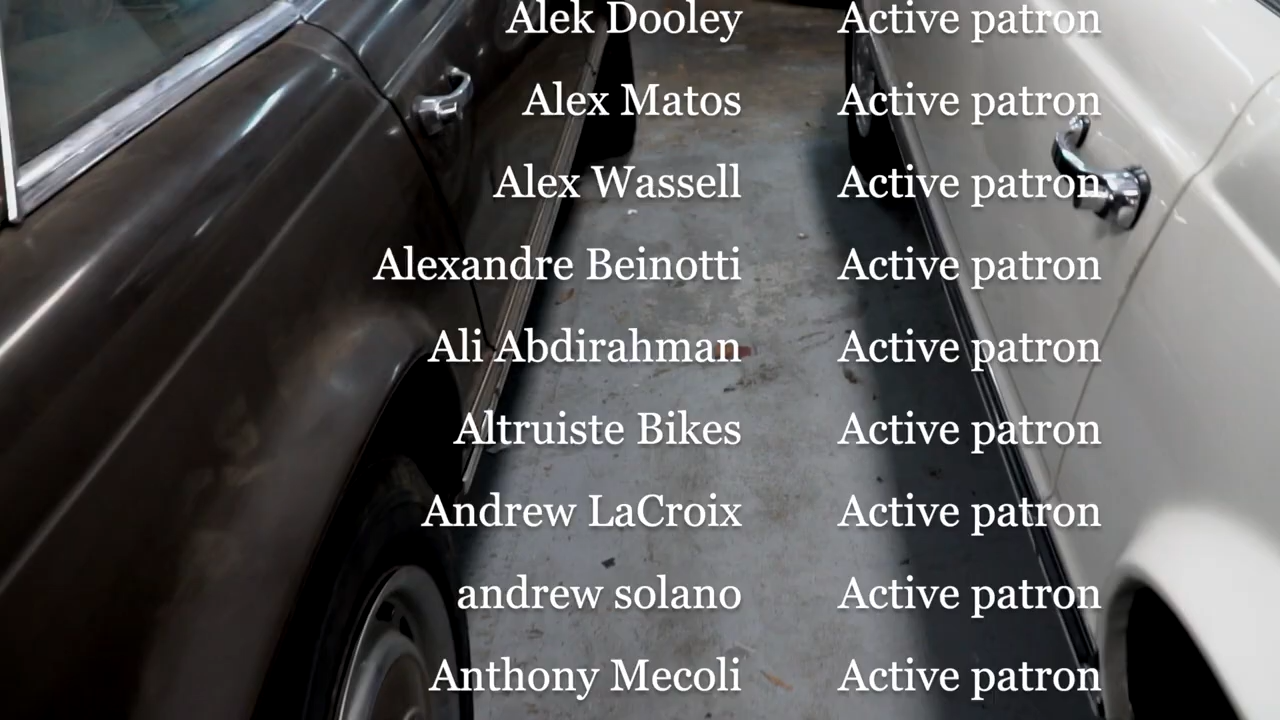 Alek Dooley Active patron
Alex Matos Active patron
Alex Wassell Active patron
Alexandre Beinotti Active patron
Ali Abdirahman Active patron
Altruiste Bikes Active patron
Andrew LaCroix Active patron
andrew solano Active patron
Anthony Mecoli Active patron